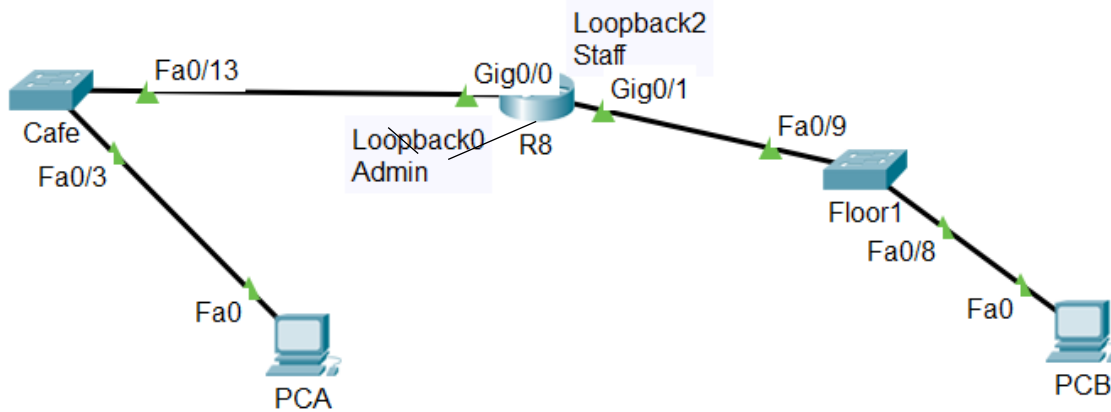 Loopback2
Staff
Fa0/13
Gig0/0
Gig0/1
Cafe
Loopback0
Admin
R8
Fa0/9
Fa0/3
Floor1
Fa0/8
Fa0
Fa0
PCA
PCB